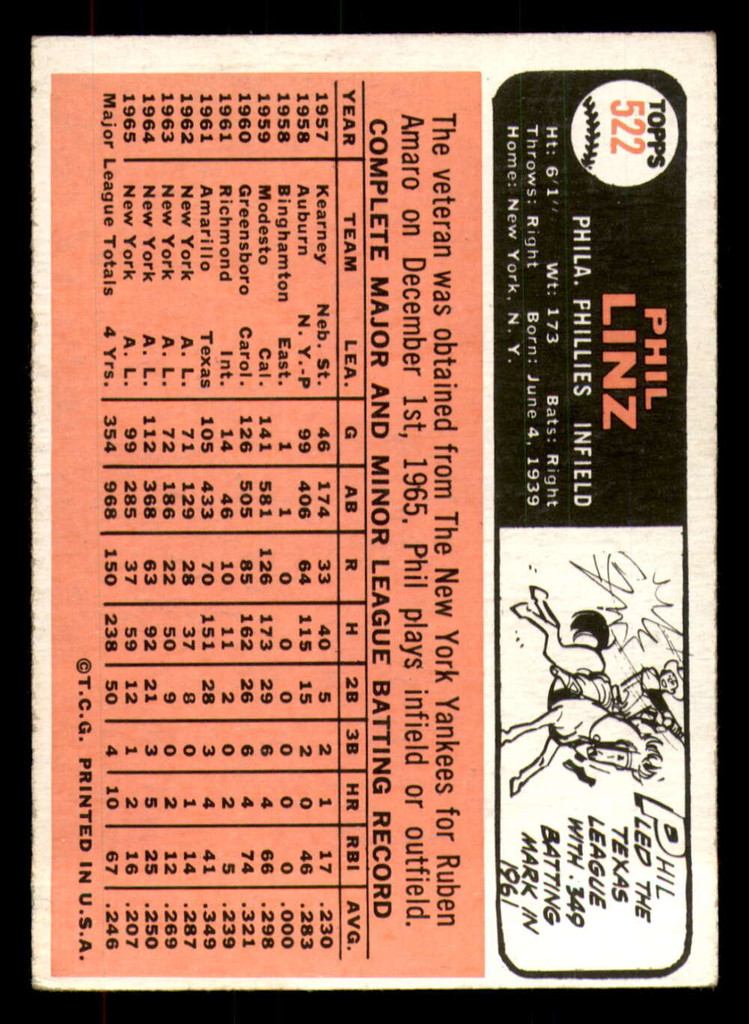 TOPPS
522
PHIL
LINZ
PHILA. PHILLIES INFIELD
Ht: 6'1" Wt: 173 Bats: Right
Throws: Right Born: June 4, 1939
Home: New York, N. Y.
PHIL
LED THE
TEXAS
LEAGUE
WITH .349
BATTING
MARK IN
1961
The veteran was obtained from The New York Yankees for Ruben
Amaro on December 1st, 1965. Phil plays infield or outfield.
COMPLETE MAJOR AND MINOR LEAGUE BATTING RECORD
YEAR TEAM LEA. G AB R H 2B 3B HR RBI AVG.
1957 Kearney Neb. St. 46 174 33 40 5 2 1 17 .230
1958 Auburn N. Y.-P 99 406 64 115 15 2 4 46 .283
1958 Binghamton East. 1 1 0 0 0 0 0 0 .000
1959 Modesto Cal. 141 581 126 173 29 6 4 66 .298
1960 Greensboro Carol. 126 505 85 162 26 6 4 74 .321
1961 Richmond Int. 14 46 10 11 2 0 2 5 .239
1961 Amarillo Texas 105 433 70 151 28 3 4 41 .349
1962 New York A. L. 71 129 28 37 8 0 1 14 .287
1963 New York A. L. 72 186 22 50 9 0 2 12 .269
1964 New York A. L. 112 368 63 92 21 3 5 25 .250
1965 New York A. L. 99 285 37 59 12 1 2 16 .207
Major League Totals 4 Yrs. 354 968 150 238 50 4 10 67 .246
©T.C.G. PRINTED IN U.S.A.